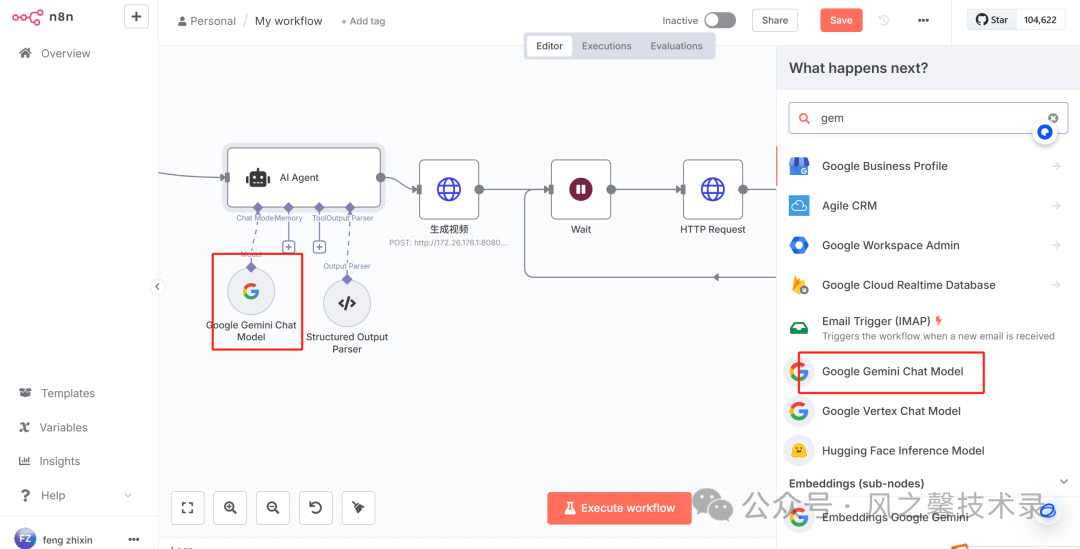 n8n
+
Personal / My workflow + Add tag
Inactive
Share
Save
Star 104,622
Overview
Editor Executions Evaluations
What happens next?
gem
AI Agent
Chat Model
Memory
Tool
Output Parser
Model
Output Parser
Google Gemini Chat
Model
Structured Output
Parser
生成视频
POST: http://172.26.176.1:8080...
Wait
HTTP Request
Google Business Profile
Agile CRM
Google Workspace Admin
Google Cloud Realtime Database
Email Trigger (IMAP)
Triggers the workflow when a new email is received
Google Gemini Chat Model
Google Vertex Chat Model
Hugging Face Inference Model
Embeddings (sub-nodes)
Embeddings Google Gemini
Templates
Variables
Insights
Help
FZ feng zhixin
Execute workflow
公众号 · 风之馨技术录
Logs